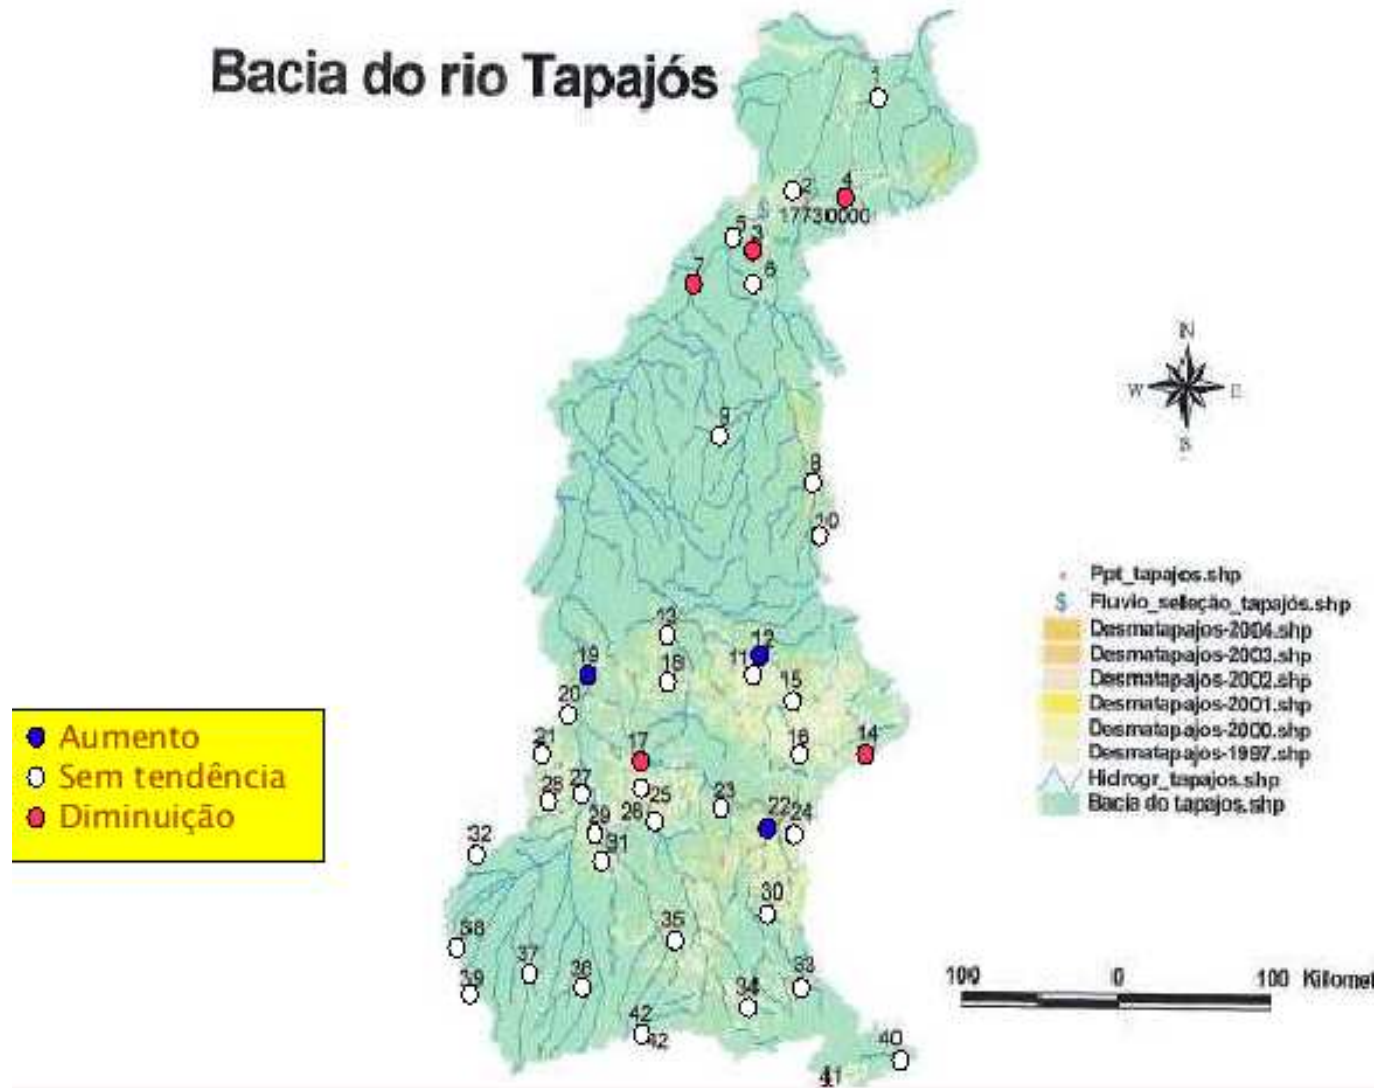 Bacia do rio Tapajós
1
2
4
17730000
5
3
7
6
N
W
E
S
9
8
10
Ppt_tapajos.shp
$ Fluvio_seleção_tapajós.shp
Desmatapajos-2004.shp
Desmatapajos-2003.shp
Desmatapajos-2002.shp
Desmatapajos-2001.shp
Desmatapajos-2000.shp
Desmatapajos-1997.shp
Hidrogr_tapajos.shp
Bacia do tapajos.shp
13
12
19
18
11
15
20
Aumento
Sem tendência
Diminuição
21
17
16
14
28
27
25
23
26
22
24
29
32
31
30
35
38
37
36
33
39
34
100 0 100 Kilomet
42
42
40
41